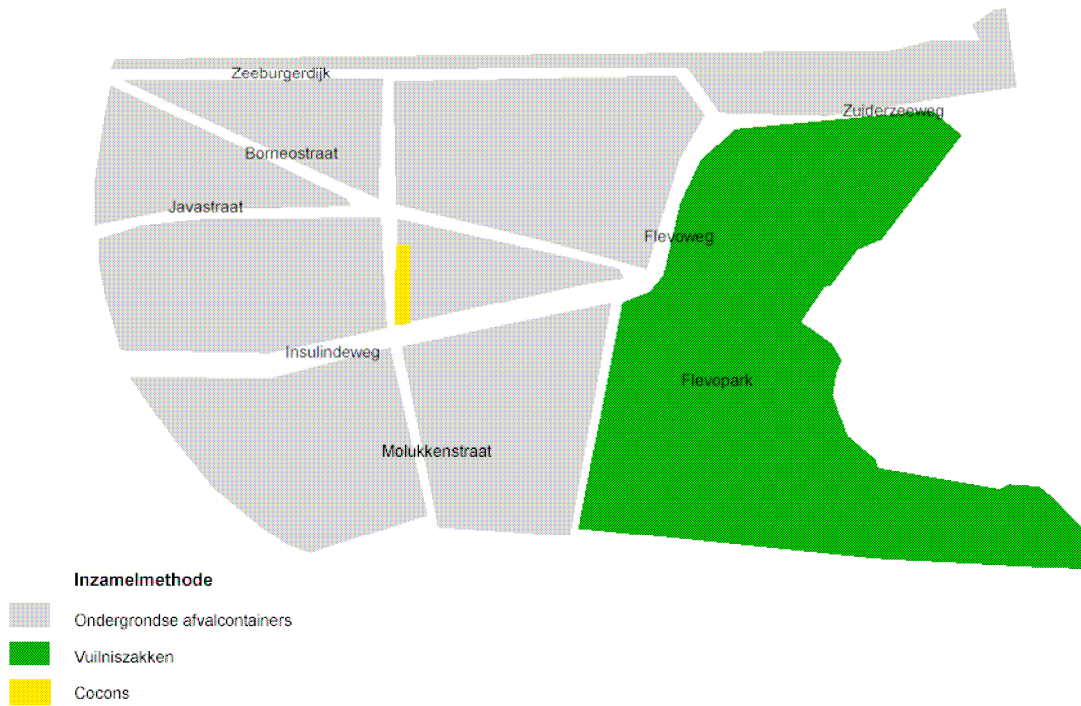 Zeeburgerdijk
Zuiderzeeweg
Borneostraat
Javastraat
Flevoweg
Insulindeweg
Flevopark
Molukkenstraat
Inzamelmethode
Ondergrondse afvalcontainers
Vuilniszakken
Cocons